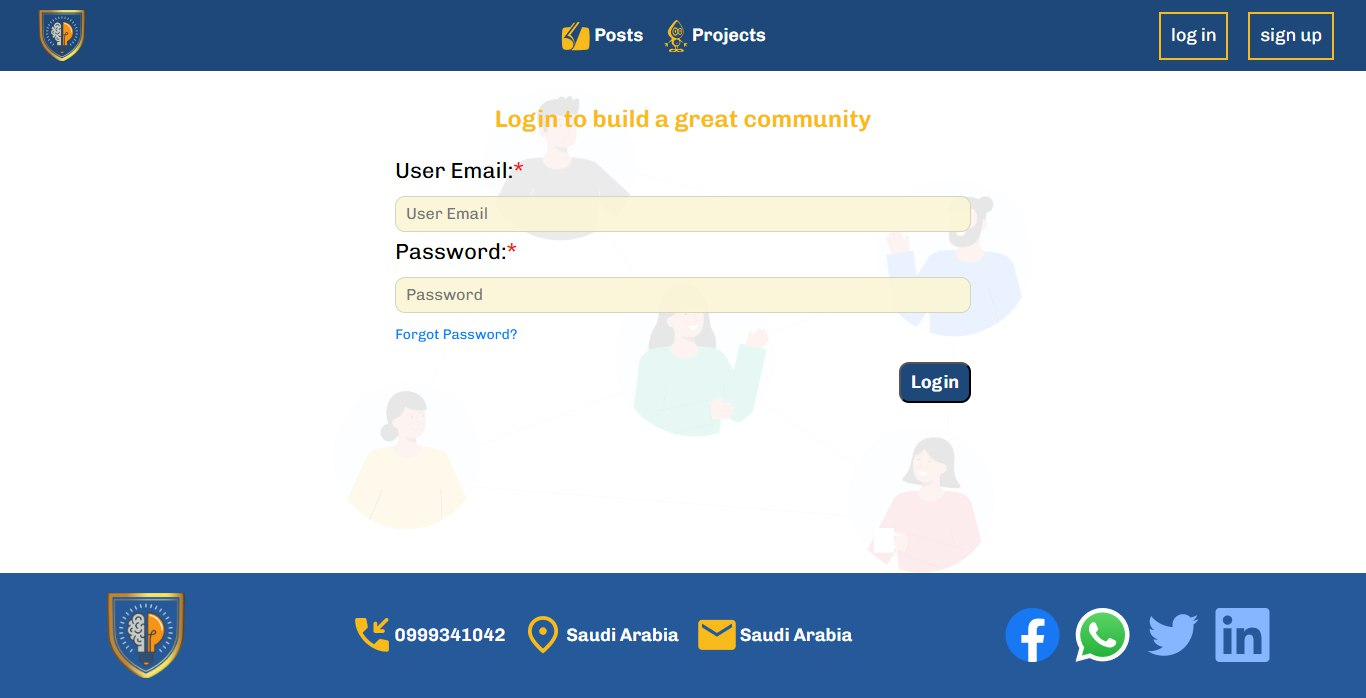 Posts Projects log in sign up
Login to build a great community
User Email:*
User Email
Password:*
Password
Forgot Password?
Login
0999341042 Saudi Arabia Saudi Arabia